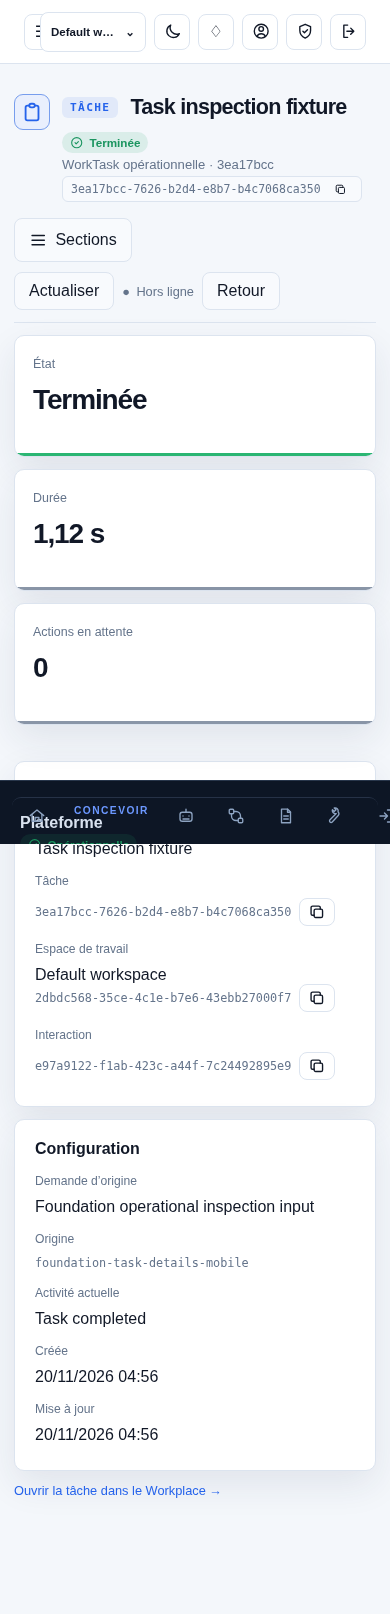 Default w… ⌄
TÂCHE Task inspection fixture
Terminée
WorkTask opérationnelle · 3ea17bcc
3ea17bcc-7626-b2d4-e8b7-b4c7068ca350
Sections
Actualiser ● Hors ligne Retour
État
Terminée
Durée
1,12 s
Actions en attente
0
CONCEVOIR
Plateforme
Task inspection fixture
Tâche
3ea17bcc-7626-b2d4-e8b7-b4c7068ca350
Espace de travail
Default workspace
2dbdc568-35ce-4c1e-b7e6-43ebb27000f7
Interaction
e97a9122-f1ab-423c-a44f-7c24492895e9
Configuration
Demande d’origine
Foundation operational inspection input
Origine
foundation-task-details-mobile
Activité actuelle
Task completed
Créée
20/11/2026 04:56
Mise à jour
20/11/2026 04:56
Ouvrir la tâche dans le Workplace →